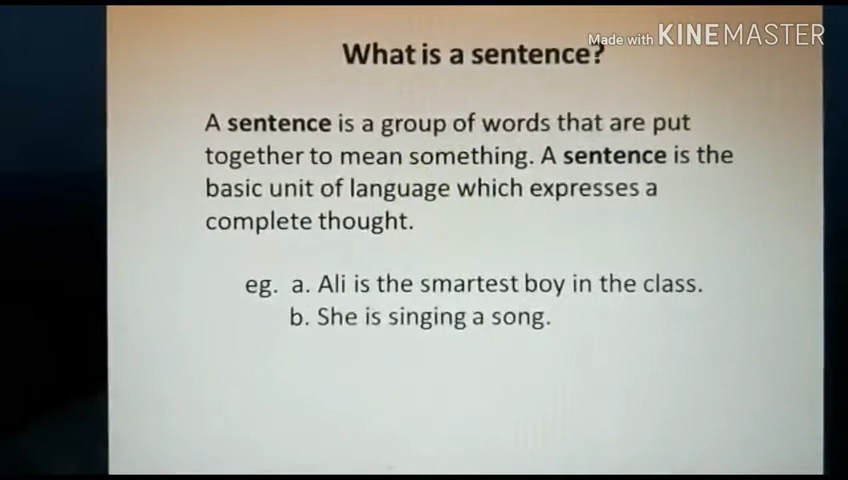 Made with KINEMASTER
What is a sentence?
A sentence is a group of words that are put
together to mean something. A sentence is the
basic unit of language which expresses a
complete thought.
eg. a. Ali is the smartest boy in the class.
b. She is singing a song.